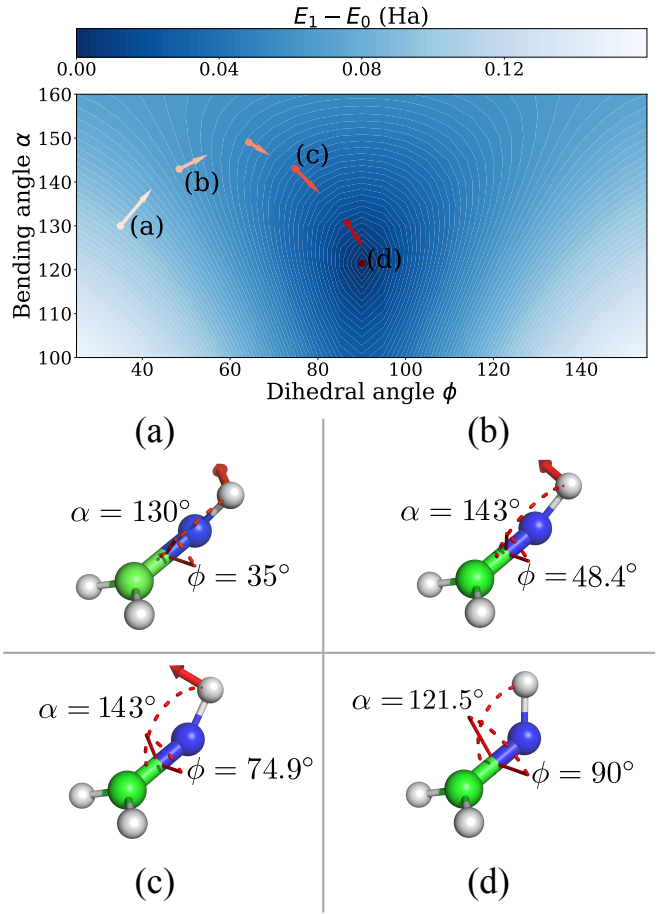 E₁ − E₀ (Ha)
0.00 0.04 0.08 0.12
Bending angle α
160
150
140
130
120
110
100
(a)
(b)
(c)
(d)
40 60 80 100 120 140
Dihedral angle ϕ
(a) (b)
α = 130°
ϕ = 35°
α = 143°
ϕ = 48.4°
α = 143°
ϕ = 74.9°
α = 121.5°
ϕ = 90°
(c) (d)